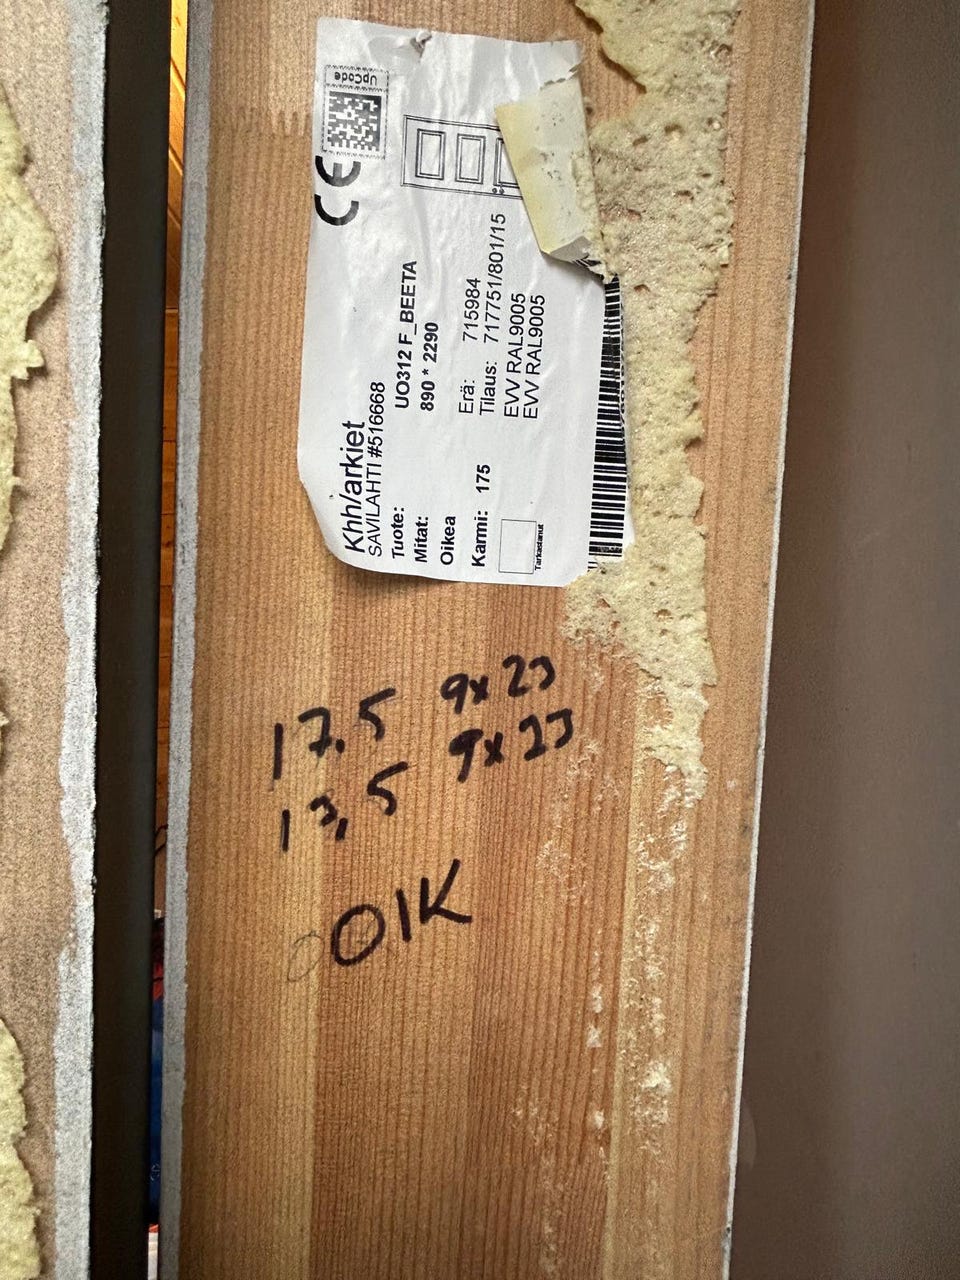 UpCode
CE
Khh/arkiet
SAVILAHTI #516668
Tuote: UO312 F_BEETA
Mitat: 890 * 2290
Oikea Erä: 715984
Karmi: 175 Tilaus: 717751/801/15
EVV RAL9005
EVV RAL9005
Tarkastanut
17,5 9x23
13,5 9x23
OIK